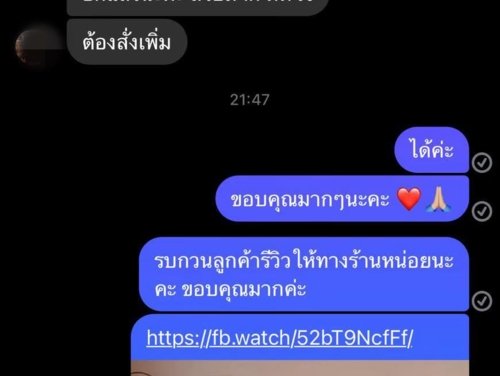 ต้องสั่งเพิ่ม
21:47
ได้ค่ะ
ขอบคุณมากๆนะคะ ❤️🙏🏻
รบกวนลูกค้ารีวิว ให้ทางร้านหน่อยนะ
คะ ขอบคุณมากค่ะ
https://fb.watch/52bT9NcfFf/